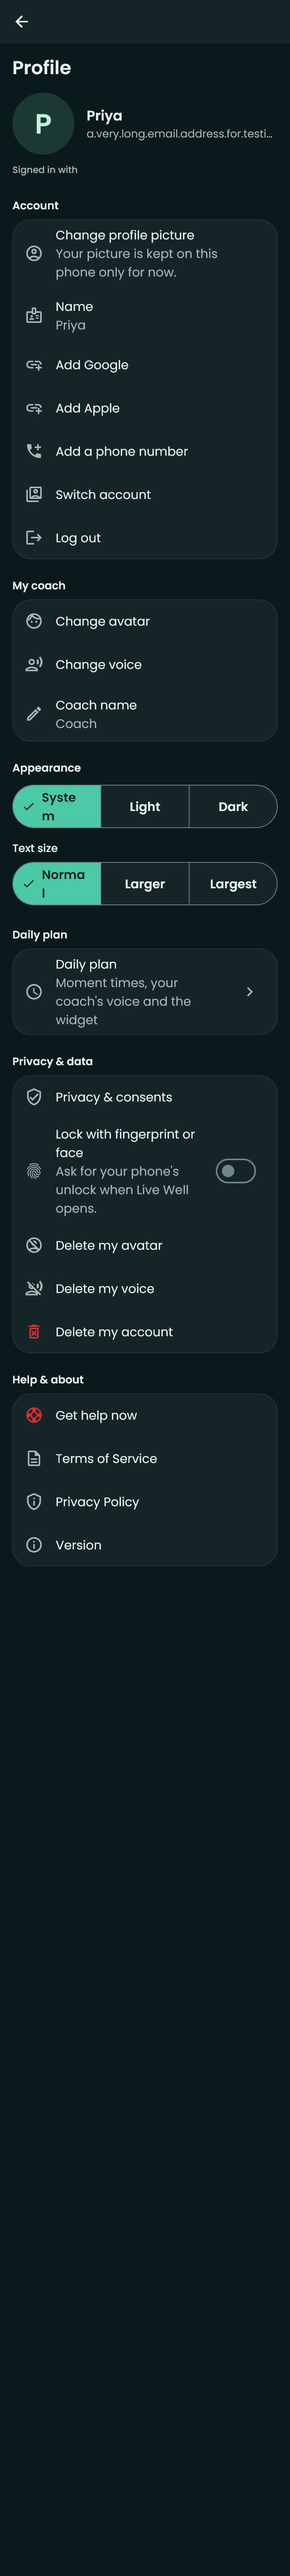 Profile
P
Priya
a.very.long.email.address.for.testi...
Signed in with
Account
Change profile picture
Your picture is kept on this
phone only for now.
Name
Priya
Add Google
Add Apple
Add a phone number
Switch account
Log out
My coach
Change avatar
Change voice
Coach name
Coach
Appearance
Syste
m
Light
Dark
Text size
Norma
l
Larger
Largest
Daily plan
Daily plan
Moment times, your
coach's voice and the
widget
Privacy & data
Privacy & consents
Lock with fingerprint or
face
Ask for your phone's
unlock when Live Well
opens.
Delete my avatar
Delete my voice
Delete my account
Help & about
Get help now
Terms of Service
Privacy Policy
Version